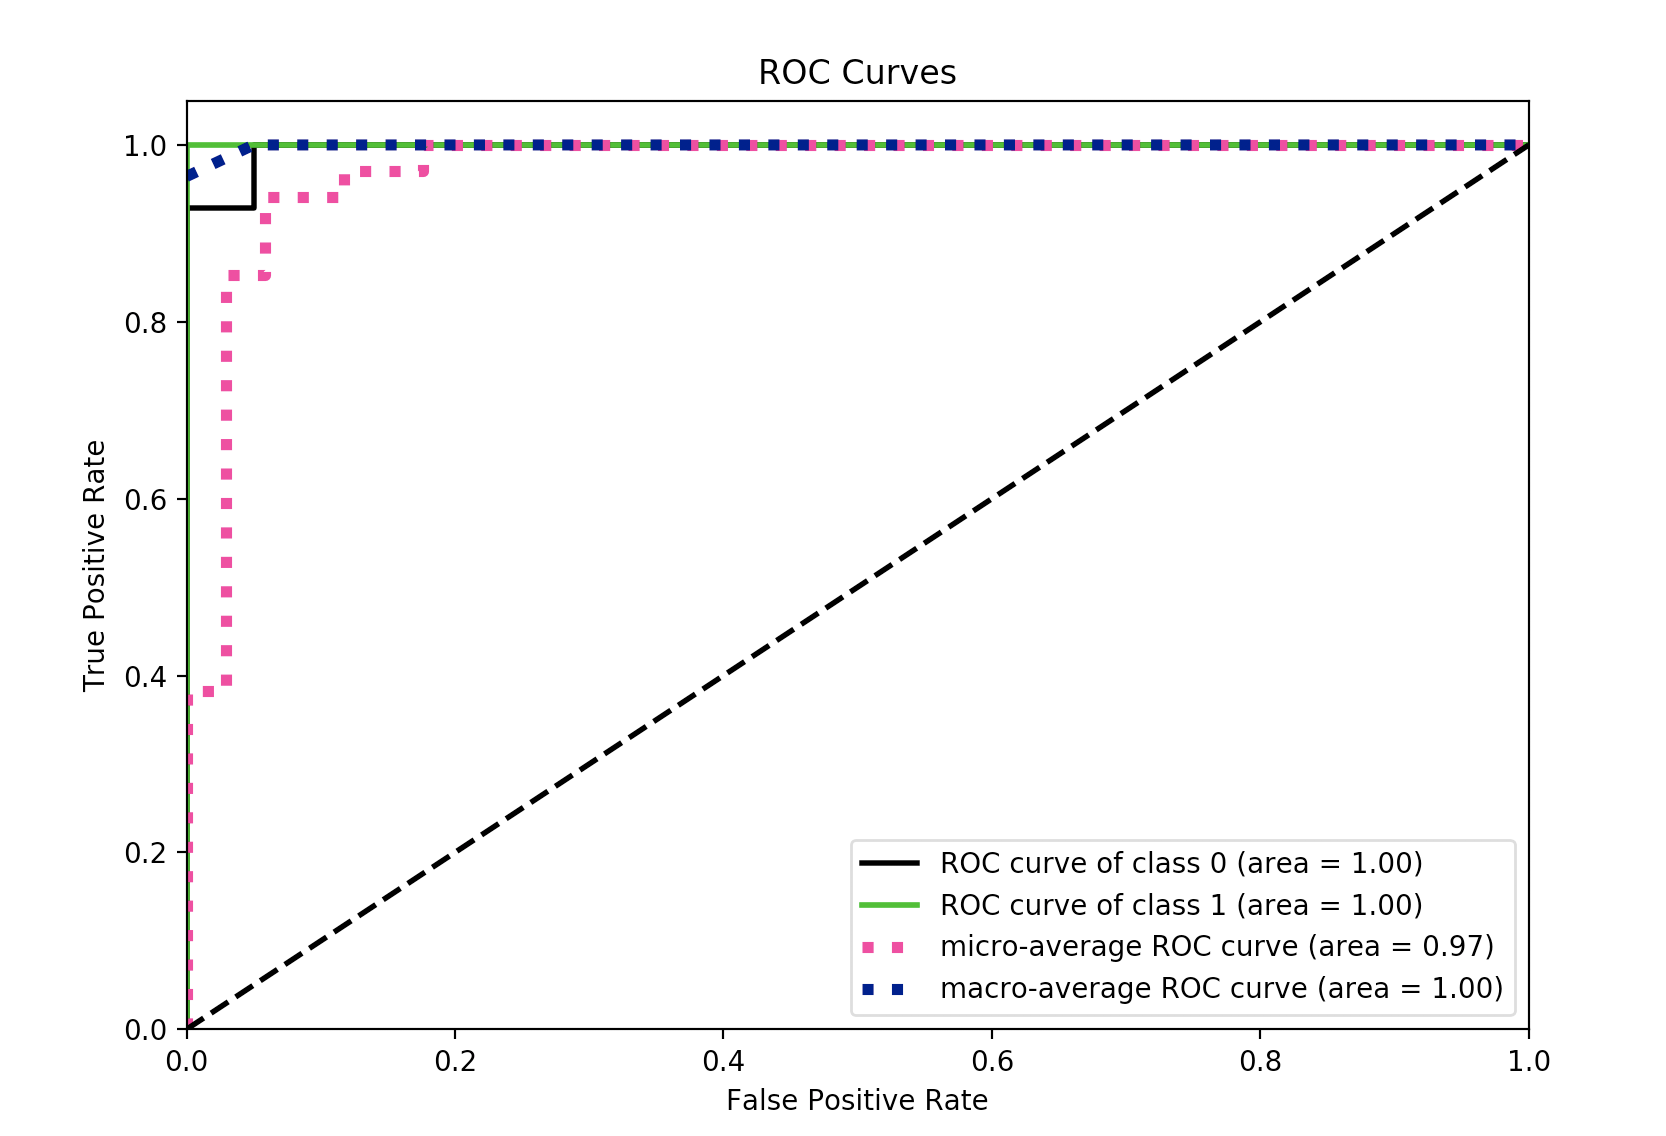 ROC Curves
1.0
0.8
0.6
0.4
0.2
0.0
True Positive Rate
0.0 0.2 0.4 0.6 0.8 1.0
False Positive Rate
ROC curve of class 0 (area = 1.00)
ROC curve of class 1 (area = 1.00)
micro-average ROC curve (area = 0.97)
macro-average ROC curve (area = 1.00)